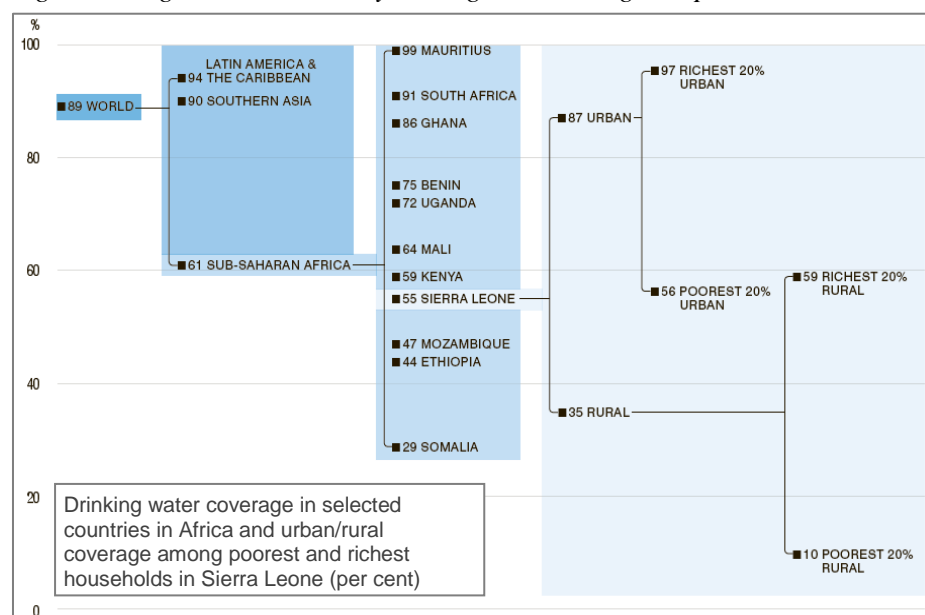 %
100
80
60
40
20
0
89 WORLD
LATIN AMERICA &
94 THE CARIBBEAN
90 SOUTHERN ASIA
61 SUB-SAHARAN AFRICA
99 MAURITIUS
91 SOUTH AFRICA
86 GHANA
75 BENIN
72 UGANDA
64 MALI
59 KENYA
55 SIERRA LEONE
47 MOZAMBIQUE
44 ETHIOPIA
29 SOMALIA
87 URBAN
35 RURAL
97 RICHEST 20%
URBAN
56 POOREST 20%
URBAN
59 RICHEST 20%
RURAL
10 POOREST 20%
RURAL
Drinking water coverage in selected
countries in Africa and urban/rural
coverage among poorest and richest
households in Sierra Leone (per cent)